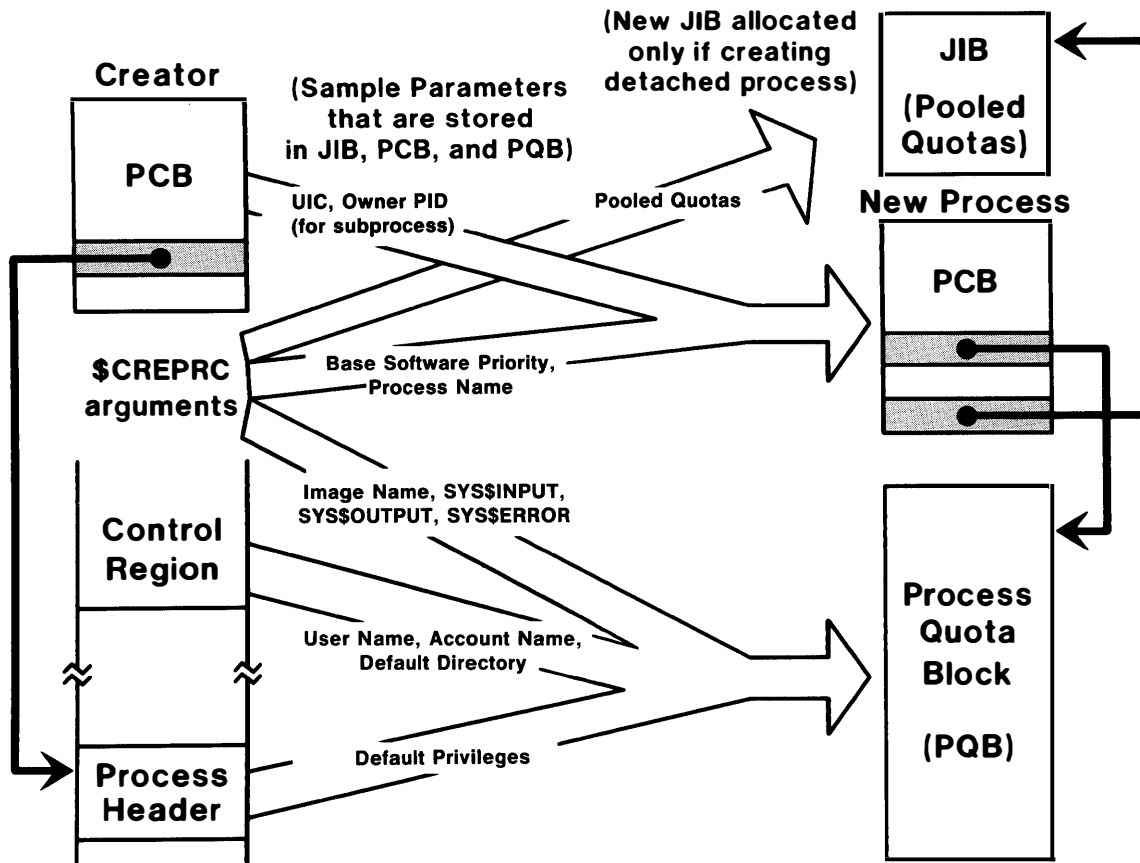 Creator
PCB
(Sample Parameters
that are stored
in JIB, PCB, and PQB)
(New JIB allocated
only if creating
detached process)
JIB
(Pooled
Quotas)
UIC, Owner PID
(for subprocess)
Pooled Quotas
New Process
PCB
$CREPRC
arguments
Base Software Priority,
Process Name
Image Name, SYS$INPUT,
SYS$OUTPUT, SYS$ERROR
Control
Region
User Name, Account Name,
Default Directory
Process
Quota
Block
(PQB)
Default Privileges
Process
Header